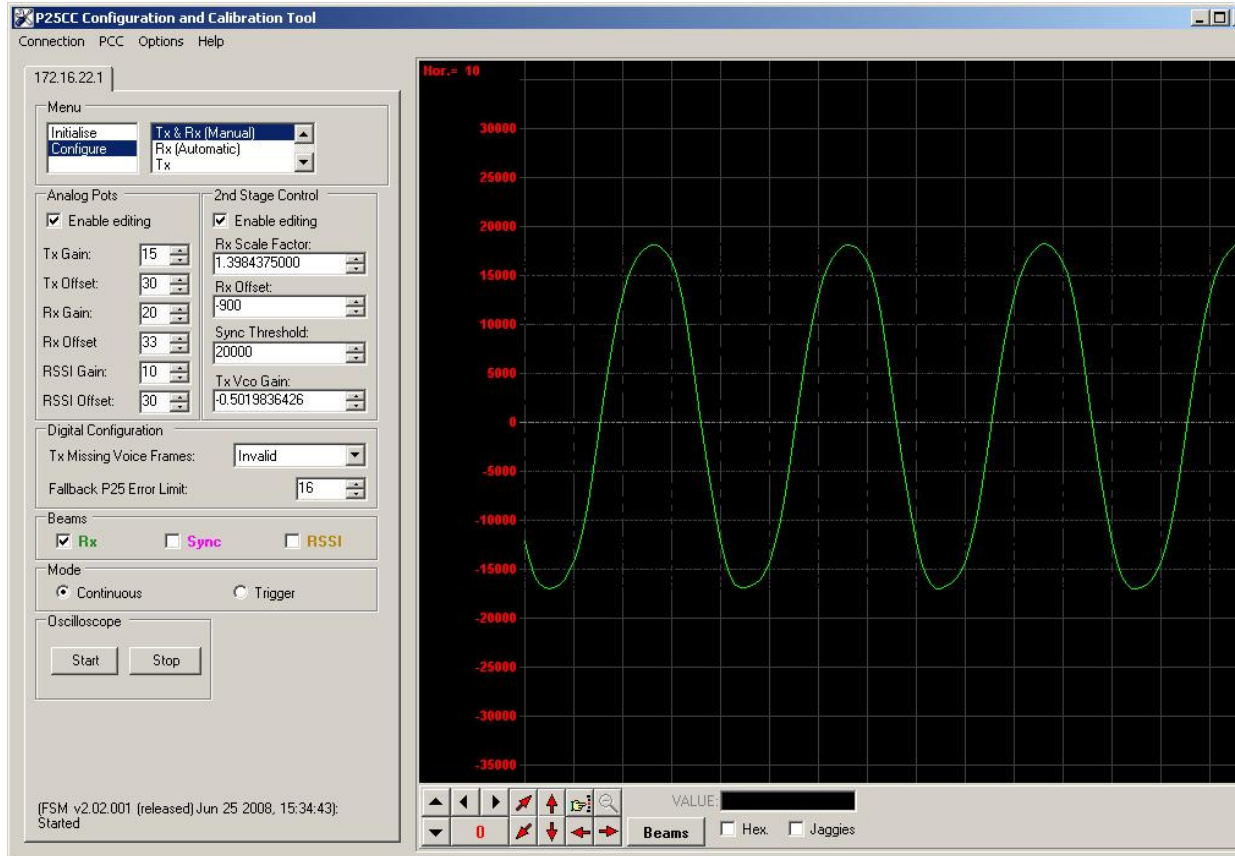 P25CC Configuration and Calibration Tool
Connection PCC Options Help
172.16.22.1
Menu
Initialise
Configure
Tx & Rx (Manual)
Rx (Automatic)
Tx
Analog Pots
Enable editing
Tx Gain: 15
Tx Offset: 30
Rx Gain: 20
Rx Offset 33
RSSI Gain: 10
RSSI Offset: 30
2nd Stage Control
Enable editing
Rx Scale Factor:
1.3984375000
Rx Offset:
-900
Sync Threshold:
20000
Tx Vco Gain:
-0.5019836426
Digital Configuration
Tx Missing Voice Frames: Invalid
Fallback P25 Error Limit: 16
Beams
Rx Sync RSSI
Mode
Continuous Trigger
Oscilloscope
Start Stop
(FSM v2.02.001 (released) Jun 25 2008, 15:34:43):
Started
Hor.= 10
30000
25000
20000
15000
10000
5000
0
-5000
-10000
-15000
-20000
-25000
-30000
-35000
VALUE:
0
Beams Hex. Jaggies